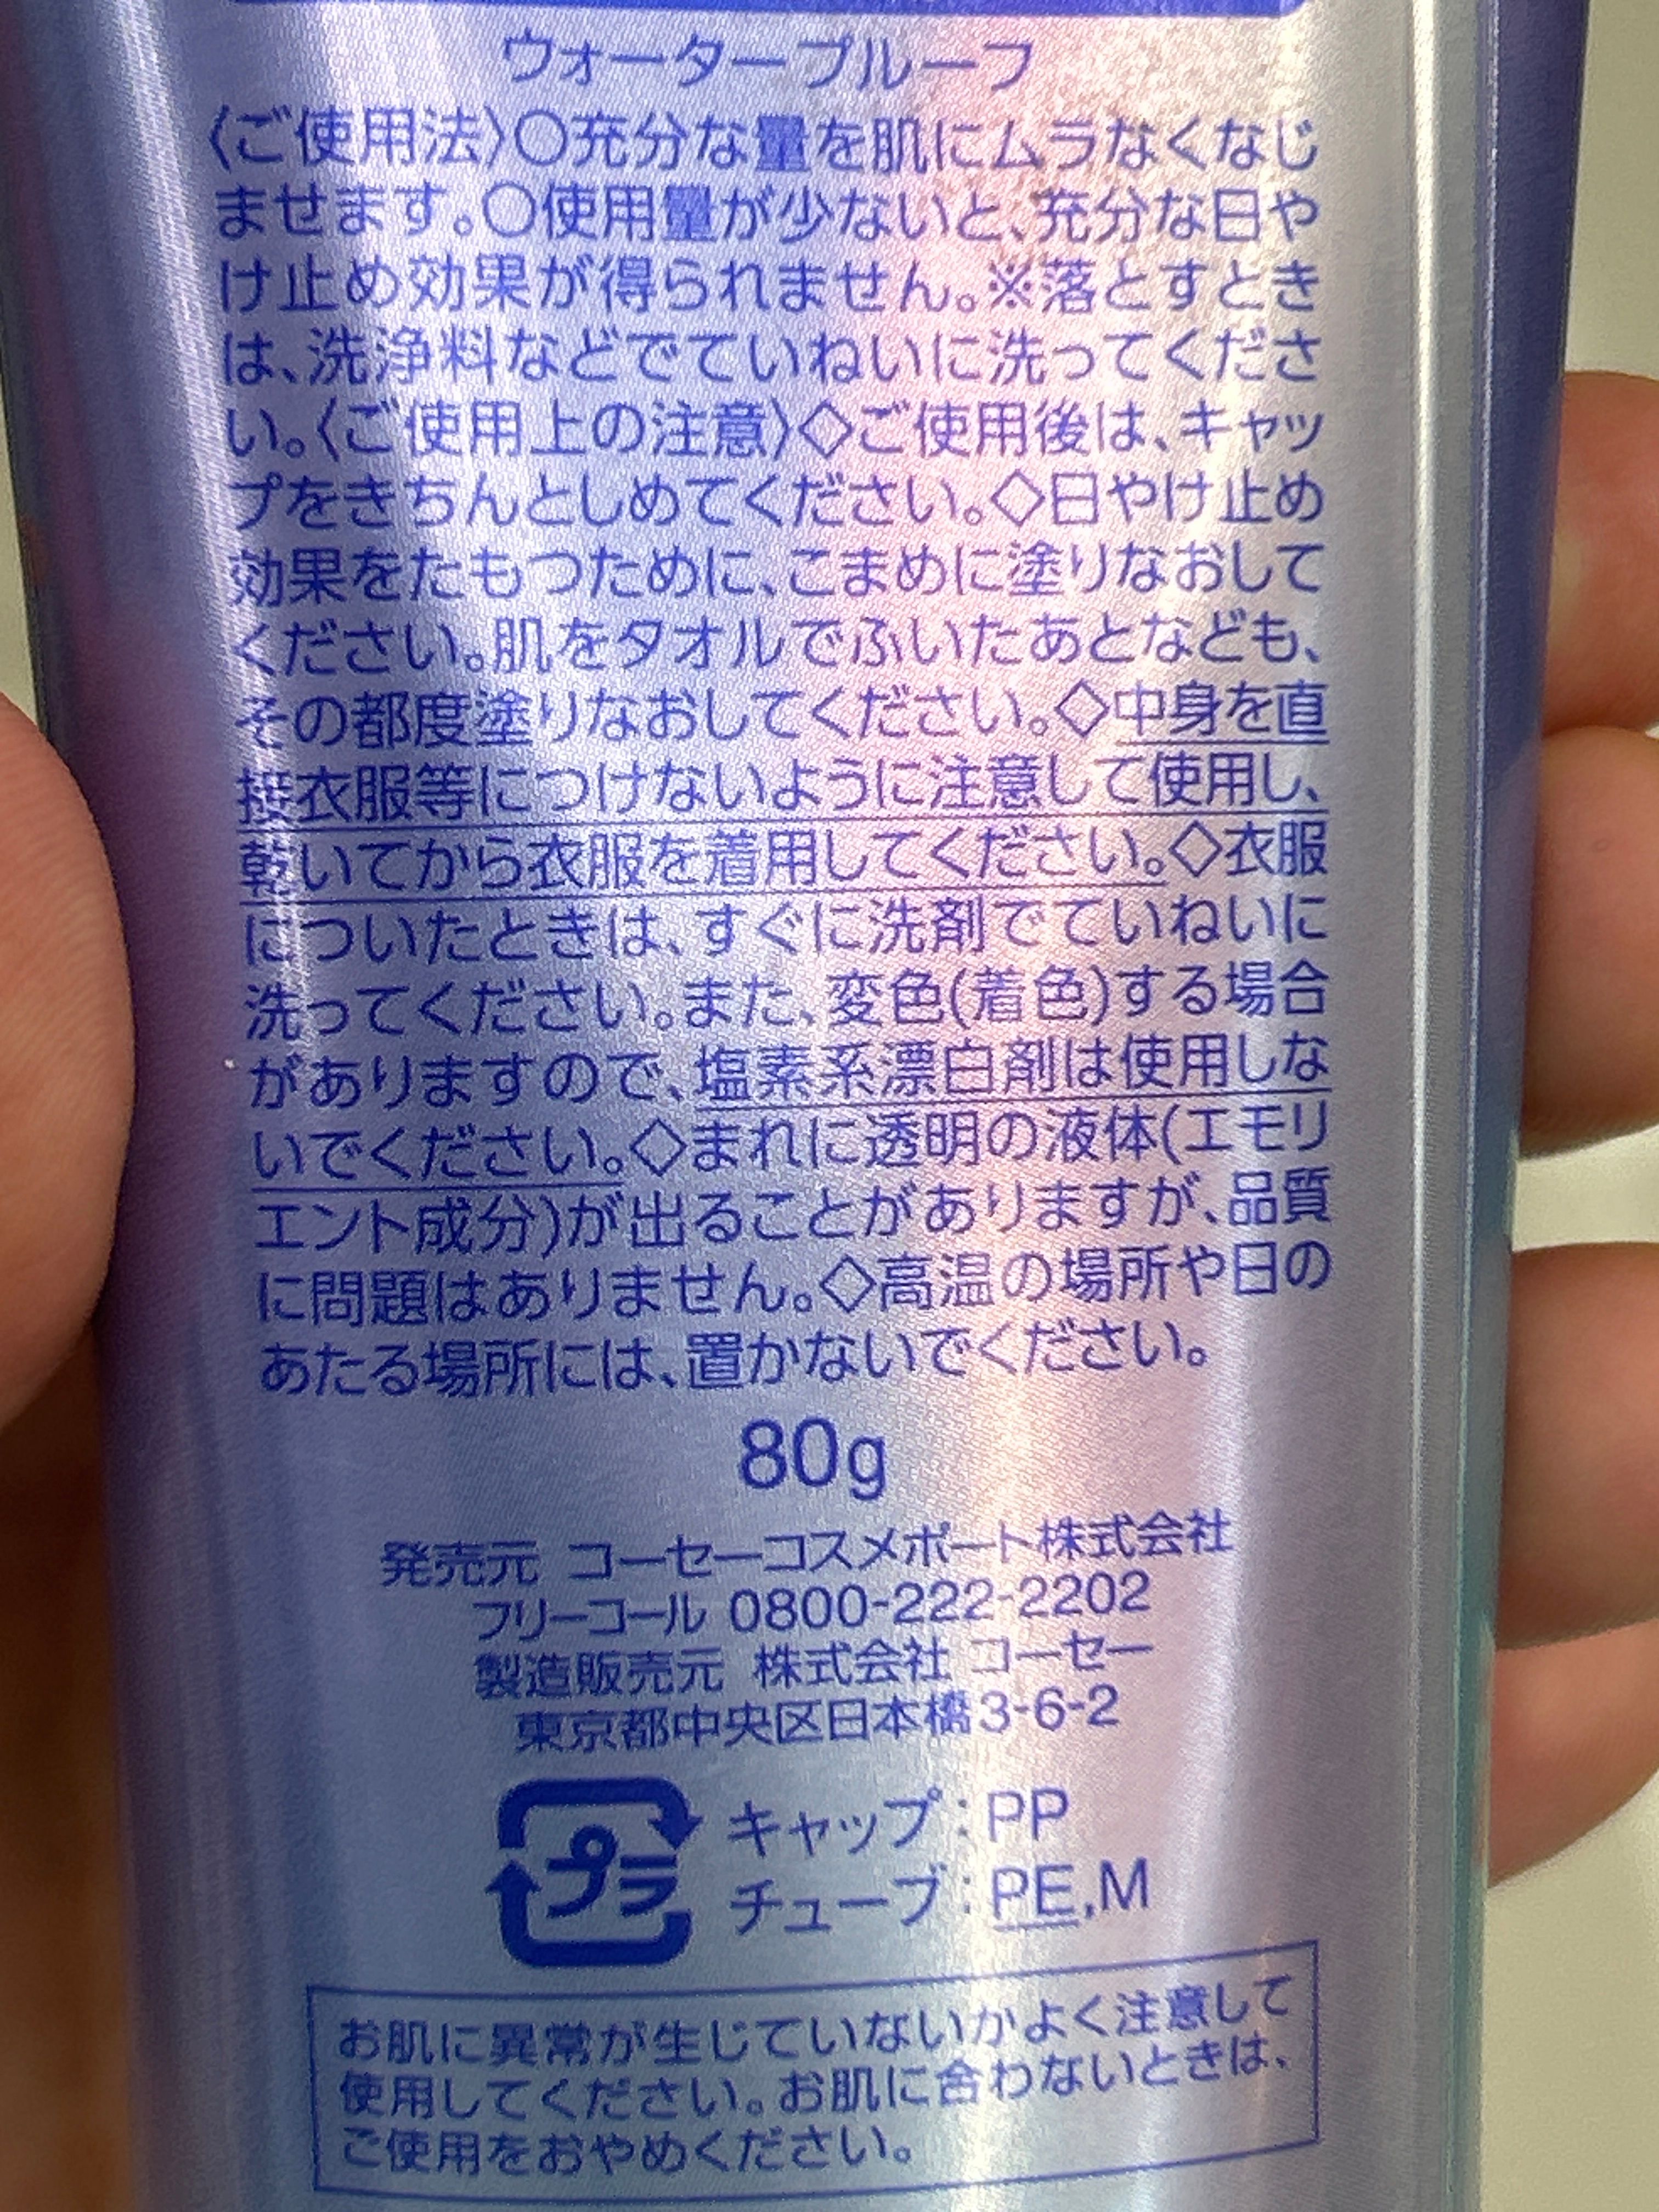 ウォータープルーフ
〈ご使用法〉〇充分な量を肌にムラなくなじ
ませます。〇使用量が少ないと、充分な日や
け止め効果が得られません。※落とすとき
は、洗浄料などでていねいに洗ってくださ
い。〈ご使用上の注意〉◇ご使用後は、キャッ
プをきちんとしめてください。◇日やけ止め
効果をたもつために、こまめに塗りなおして
ください。肌をタオルでふいたあとなども、
その都度塗りなおしてください。◇中身を直
接衣服等につけないように注意して使用し、
乾いてから衣服を着用してください。◇衣服
についたときは、すぐに洗剤でていねいに
洗ってください。また、変色(着色)する場合
がありますので、塩素系漂白剤は使用しな
いでください。◇まれに透明の液体(エモリ
エント成分)が出ることがありますが、品質
に問題はありません。◇高温の場所や日の
あたる場所には、置かないでください。
80g
発売元 コーセーコスメポート株式会社
フリーコール 0800-222-2202
製造販売元 株式会社 コーセー
東京都中央区日本橋3-6-2
プラ
キャップ：PP
チューブ：PE,M
お肌に異常が生じていないかよく注意して
使用してください。お肌に合わないときは、
ご使用をおやめください。